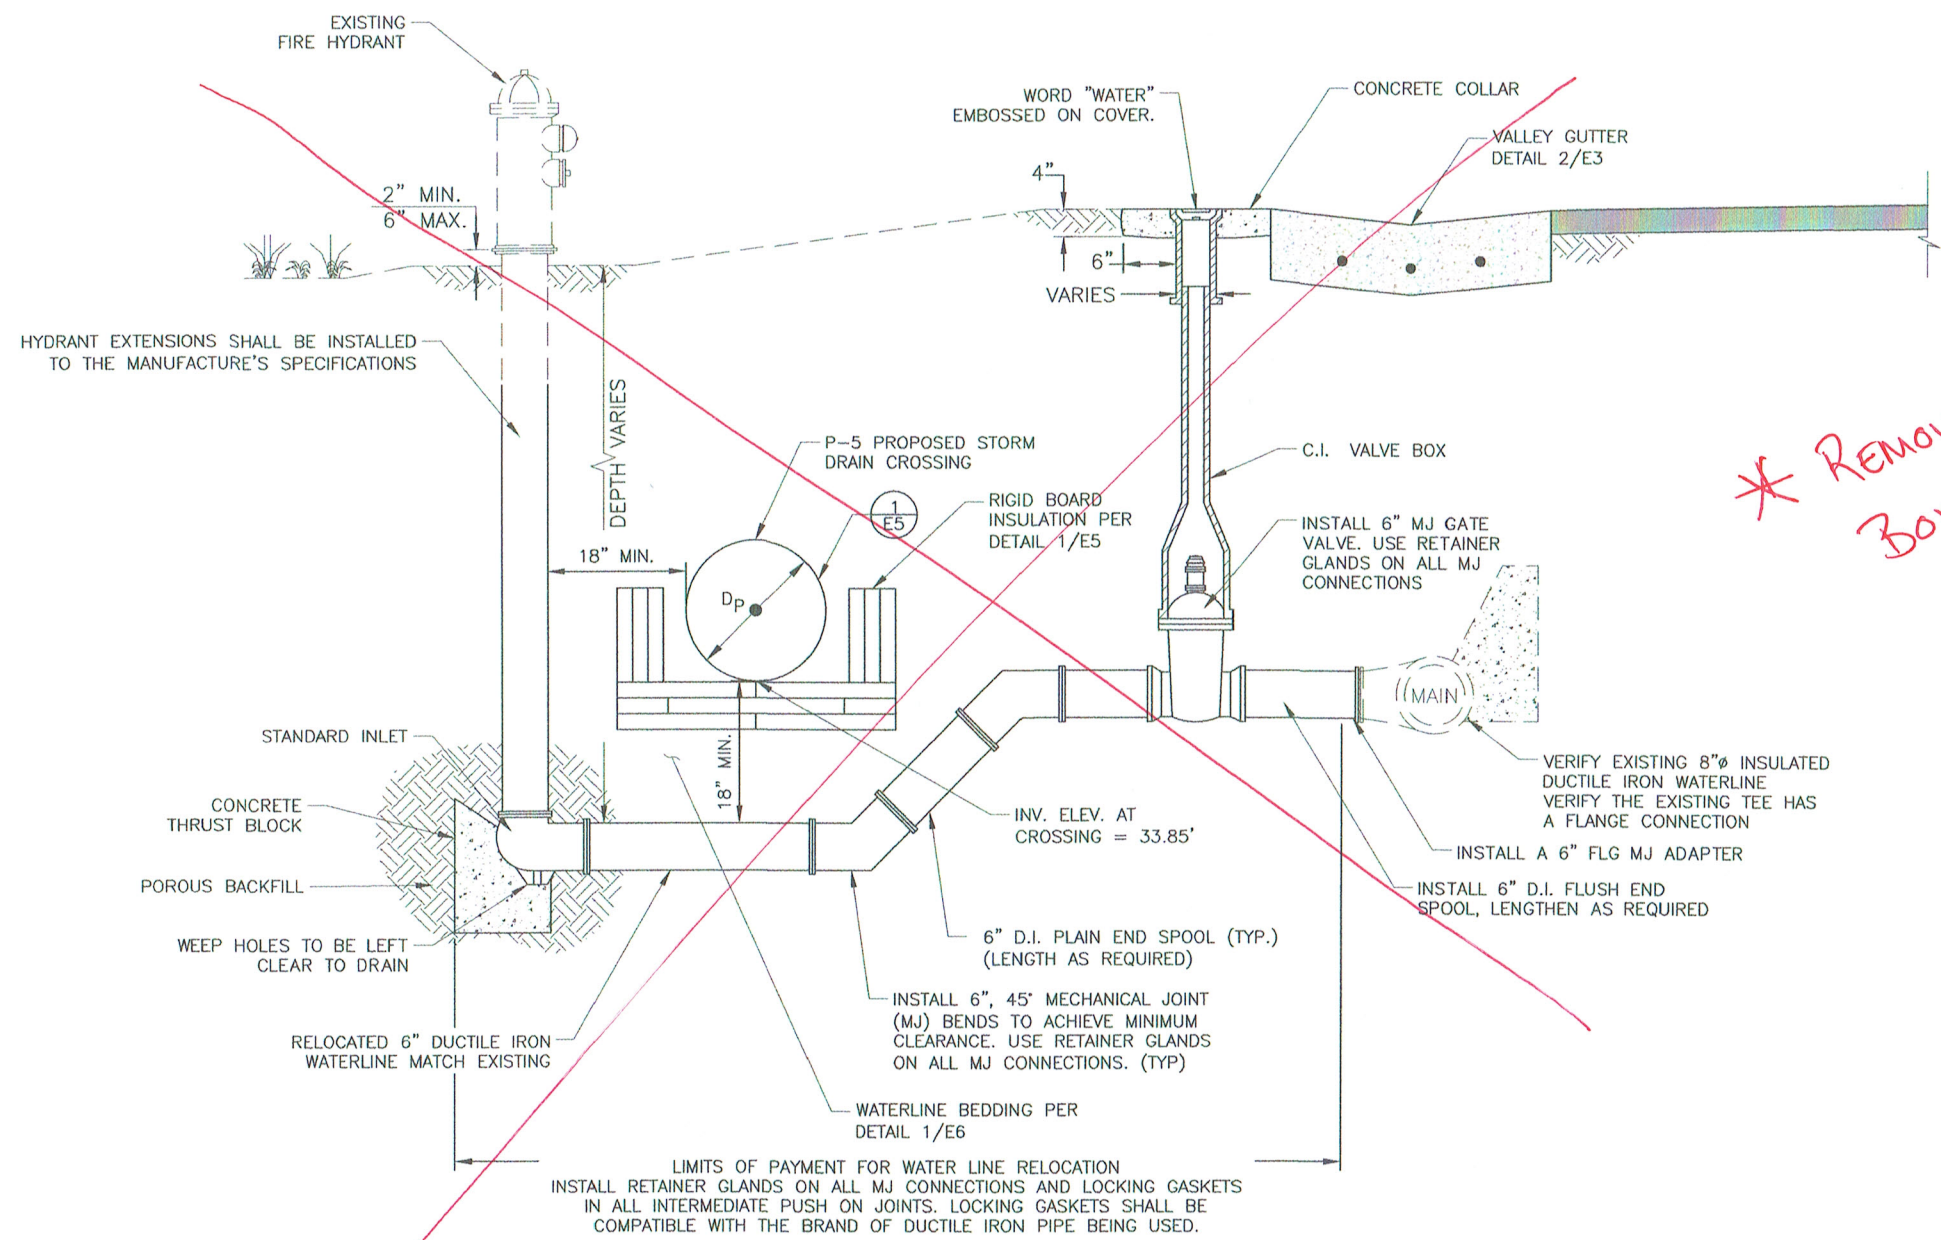 EXISTING
FIRE HYDRANT
WORD "WATER"
EMBOSSED ON COVER.
CONCRETE COLLAR
VALLEY GUTTER
DETAIL 2/E3
4"
2" MIN.
6" MAX.
6"
VARIES
HYDRANT EXTENSIONS SHALL BE INSTALLED
TO THE MANUFACTURE'S SPECIFICATIONS
DEPTH VARIES
P-5 PROPOSED STORM
DRAIN CROSSING
C.I. VALVE BOX
1
E5
RIGID BOARD
INSULATION PER
DETAIL 1/E5
INSTALL 6" MJ GATE
VALVE. USE RETAINER
GLANDS ON ALL MJ
CONNECTIONS
18" MIN.
DP
MAIN
STANDARD INLET
18" MIN.
VERIFY EXISTING 8"ø INSULATED
DUCTILE IRON WATERLINE
VERIFY THE EXISTING TEE HAS
A FLANGE CONNECTION
CONCRETE
THRUST BLOCK
INV. ELEV. AT
CROSSING = 33.85'
INSTALL A 6" FLG MJ ADAPTER
POROUS BACKFILL
INSTALL 6" D.I. FLUSH END
SPOOL, LENGTHEN AS REQUIRED
WEEP HOLES TO BE LEFT
CLEAR TO DRAIN
6" D.I. PLAIN END SPOOL (TYP.)
(LENGTH AS REQUIRED)
INSTALL 6", 45° MECHANICAL JOINT
(MJ) BENDS TO ACHIEVE MINIMUM
CLEARANCE. USE RETAINER GLANDS
ON ALL MJ CONNECTIONS. (TYP)
RELOCATED 6" DUCTILE IRON
WATERLINE MATCH EXISTING
WATERLINE BEDDING PER
DETAIL 1/E6
LIMITS OF PAYMENT FOR WATER LINE RELOCATION
INSTALL RETAINER GLANDS ON ALL MJ CONNECTIONS AND LOCKING GASKETS
IN ALL INTERMEDIATE PUSH ON JOINTS. LOCKING GASKETS SHALL BE
COMPATIBLE WITH THE BRAND OF DUCTILE IRON PIPE BEING USED.